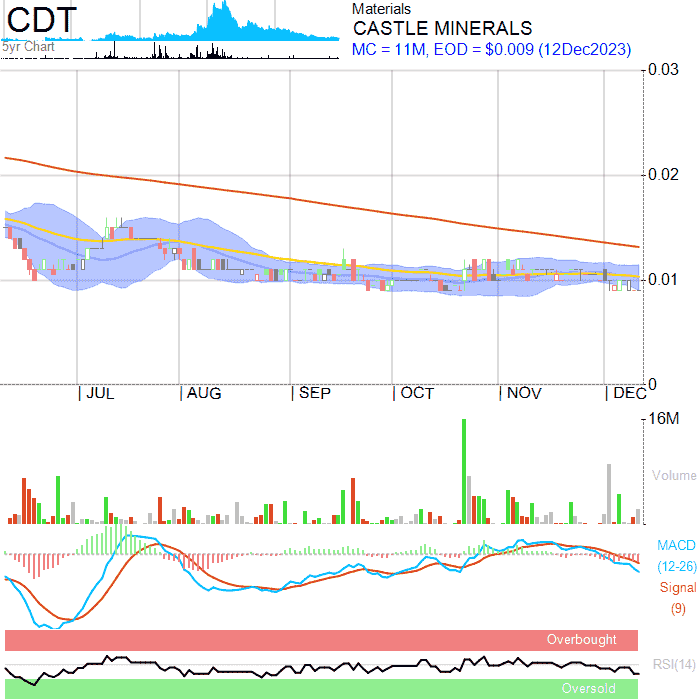 CDT
5yr Chart
Materials
CASTLE MINERALS
MC = 11M, EOD = $0.009 (12Dec2023)
0.03
0.02
0.01
0
| JUL | AUG | SEP | OCT | NOV | DEC
16M
Volume
MACD
(12-26)
Signal
(9)
Overbought
RSI(14)
Oversold